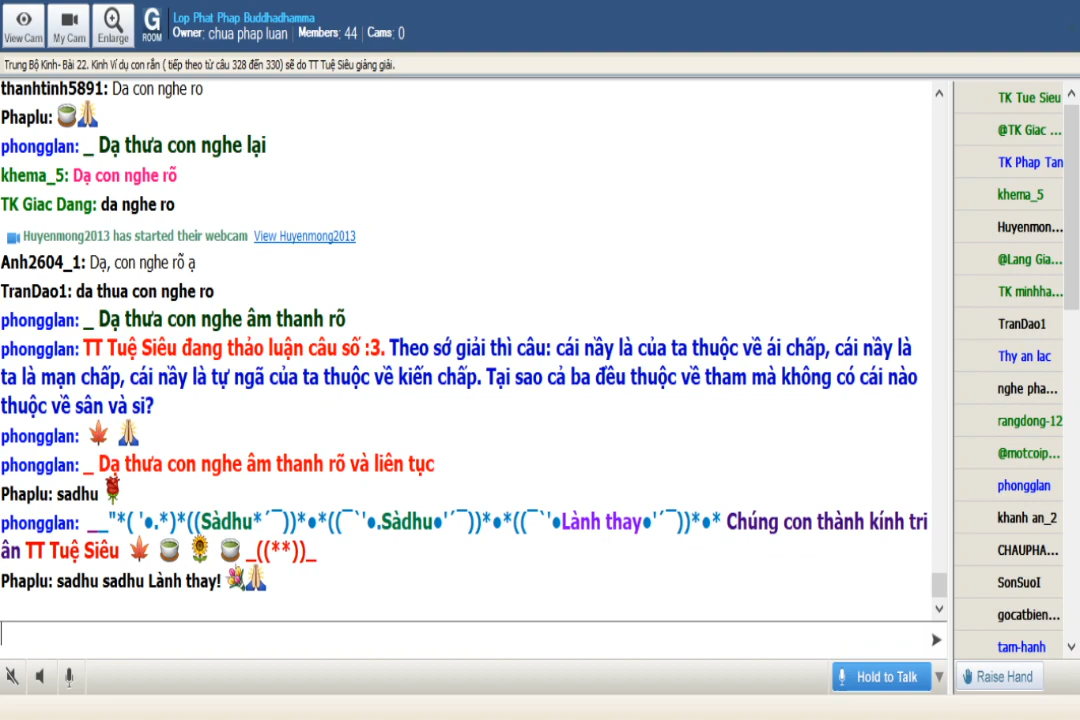 View Cam
My Cam
Enlarge
G
ROOM
Lop Phat Phap Buddhadhamma
Owner: chua phap luan Members: 44 Cams: 0
Trung Bộ Kinh- Bài 22. Kinh Ví dụ con rắn ( tiếp theo từ câu 328 đến 330) sẽ do TT Tuệ Siêu giảng giải.
thanhtinh5891: Da con nghe ro
Phaplu:
phongglan: _ Dạ thưa con nghe lại
khema_5: Dạ con nghe rõ
TK Giac Dang: da nghe ro
Huyenmong2013 has started their webcam View Huyenmong2013
Anh2604_1: Dạ, con nghe rõ ạ
TranDao1: da thua con nghe ro
phongglan: _ Dạ thưa con nghe âm thanh rõ
phongglan: TT Tuệ Siêu đang thảo luận câu số :3. Theo sớ giải thì câu: cái nầy là của ta thuộc về ái chấp, cái nầy là
ta là mạn chấp, cái nầy là tự ngã của ta thuộc về kiến chấp. Tại sao cả ba đều thuộc về tham mà không có cái nào
thuộc về sân và si?
phongglan:
phongglan: _ Dạ thưa con nghe âm thanh rõ và liên tục
Phaplu: sadhu
phongglan: __"*( '●.*)*((Sàdhu*´¯))*●*((¯`'●.Sàdhu●'´¯))*●*((¯`'●Lành thay●'´¯))*●* Chúng con thành kính tri
ân TT Tuệ Siêu _((**))_
Phaplu: sadhu sadhu Lành thay!
Hold to Talk
TK Tue Sieu
@TK Giac ...
TK Phap Tan
khema_5
Huyenmon...
@Lang Gia...
TK minhha...
TranDao1
Thy an lac
nghe pha...
rangdong-12
@motcoip...
phongglan
khanh an_2
CHAUPHA...
SonSuoI
gocatbien...
tam-hanh
Raise Hand